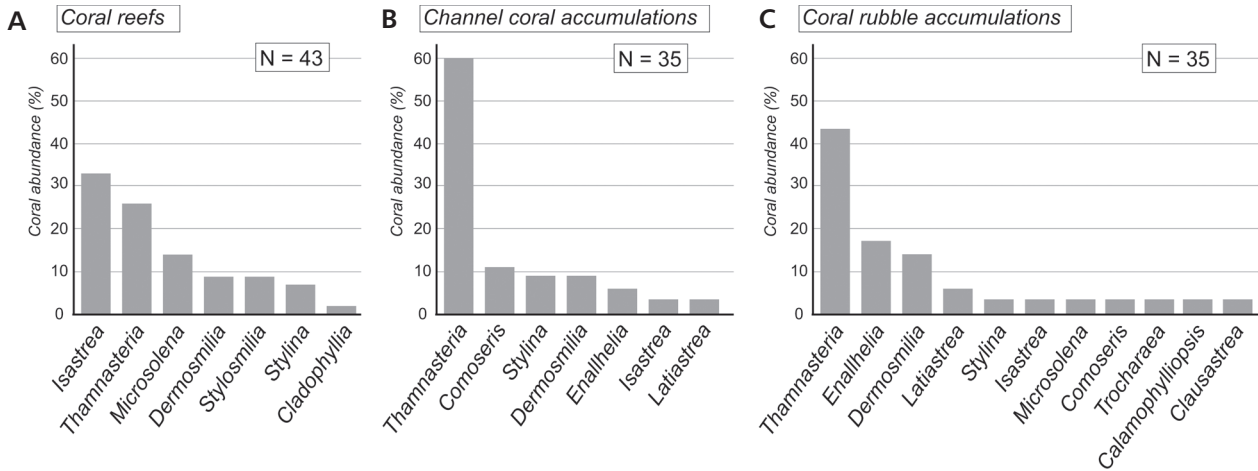 A
Coral reefs
N = 43
Coral abundance (%)
60
50
40
30
20
10
0
Isastrea
Thamnasteria
Microsolena
Dermosmilia
Stylosmilia
Stylina
Cladophyllia
B
Channel coral accumulations
N = 35
Coral abundance (%)
60
50
40
30
20
10
0
Thamnasteria
Comoseris
Stylina
Dermosmilia
Enallhelia
Isastrea
Latiastrea
C
Coral rubble accumulations
N = 35
Coral abundance (%)
60
50
40
30
20
10
0
Thamnasteria
Enallhelia
Dermosmilia
Latiastrea
Stylina
Isastrea
Microsolena
Comoseris
Trocharaea
Calamophylliopsis
Clausastrea